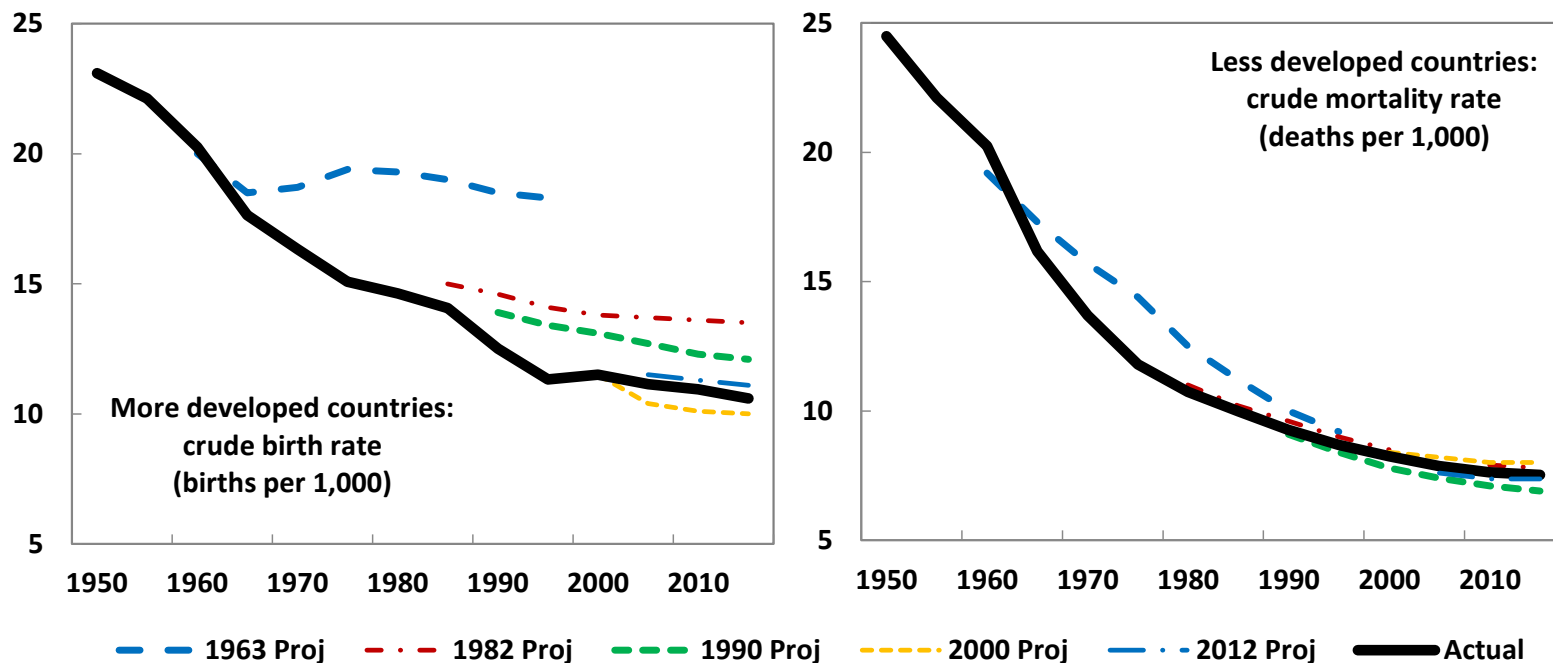 25
20
15
10
5
More developed countries:
crude birth rate
(births per 1,000)
1950 1960 1970 1980 1990 2000 2010
25
20
15
10
5
Less developed countries:
crude mortality rate
(deaths per 1,000)
1950 1960 1970 1980 1990 2000 2010
1963 Proj 1982 Proj 1990 Proj 2000 Proj 2012 Proj Actual